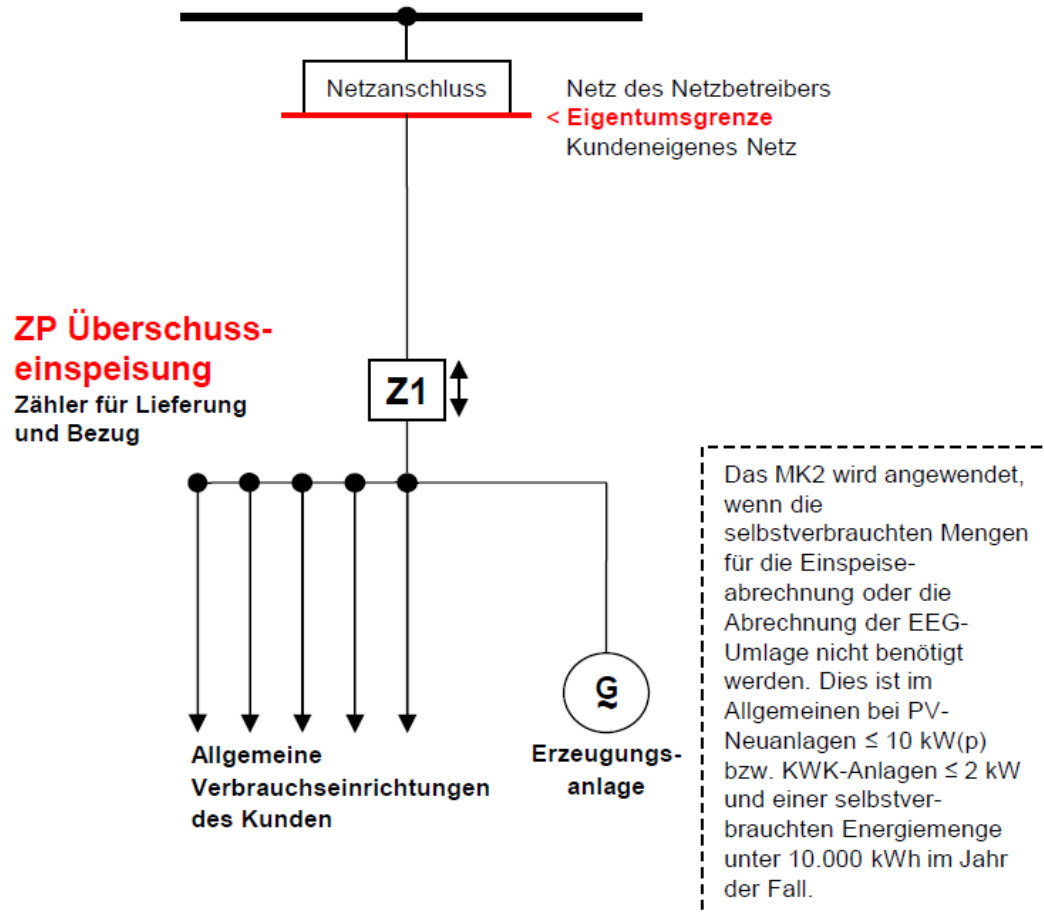 Netzanschluss
Netz des Netzbetreibers
< Eigentumsgrenze
Kundeneigenes Netz
ZP Überschuss-
einspeisung
Zähler für Lieferung
und Bezug
Z1
Das MK2 wird angewendet,
wenn die
selbstverbrauchten Mengen
für die Einspeise-
abrechnung oder die
Abrechnung der EEG-
Umlage nicht benötigt
werden. Dies ist im
Allgemeinen bei PV-
Neuanlagen ≤ 10 kW(p)
bzw. KWK-Anlagen ≤ 2 kW
und einer selbstver-
brauchten Energiemenge
unter 10.000 kWh im Jahr
der Fall.
G
~
Allgemeine
Verbrauchseinrichtungen
des Kunden
Erzeugungs-
anlage